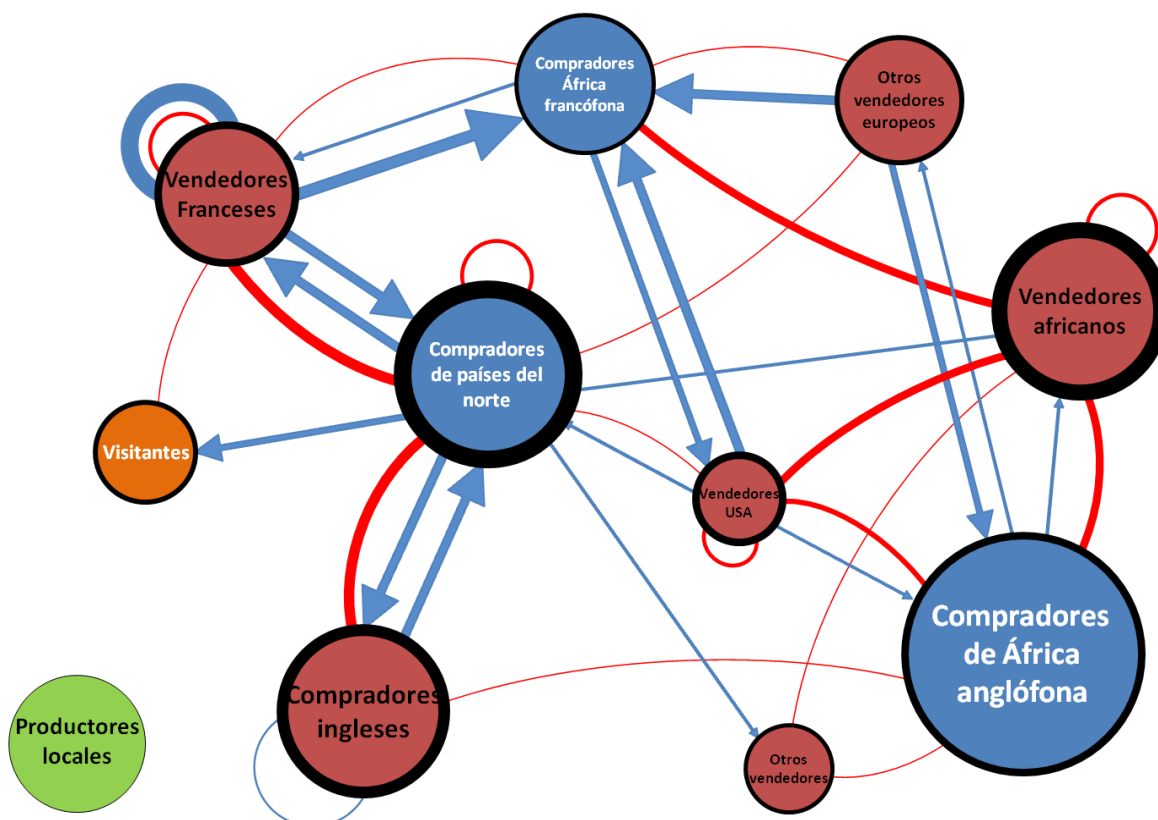 Compradores
África
francófona
Otros
vendedores
europeos
Vendedores
Franceses
Vendedores
africanos
Compradores
de países del
norte
Visitantes
Vendedores
USA
Compradores
de África
anglófona
Compradores
ingleses
Productores
locales
Otros
vendedores